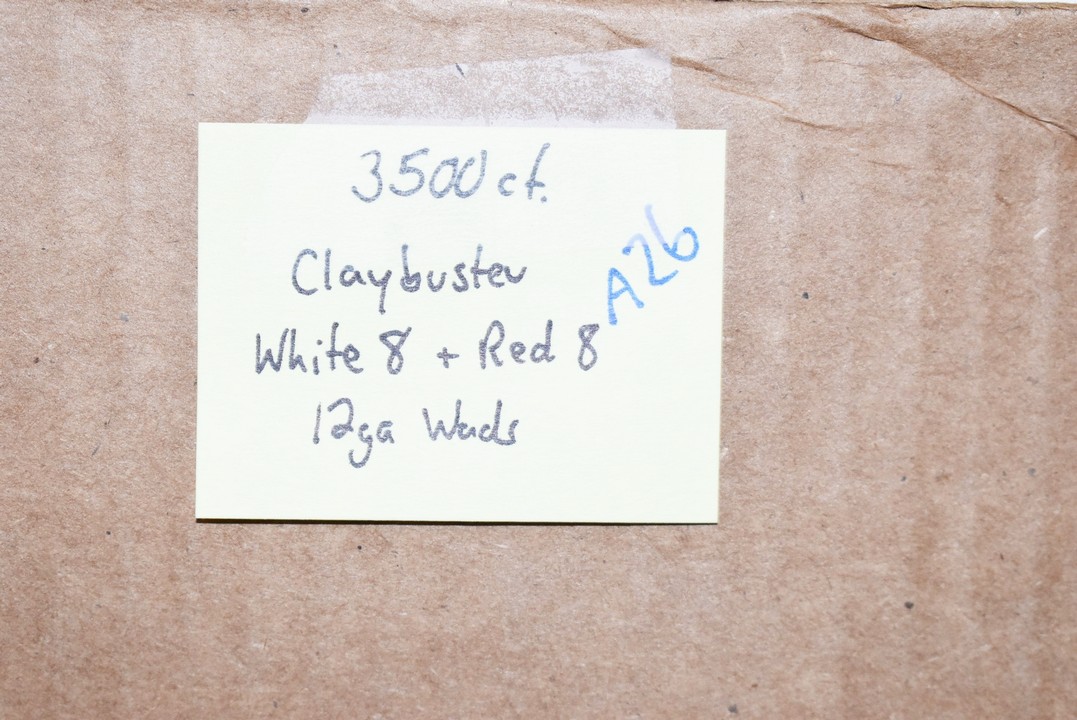 3500 ct.
Claybuster
A26
White 8 + Red 8
12ga Wads